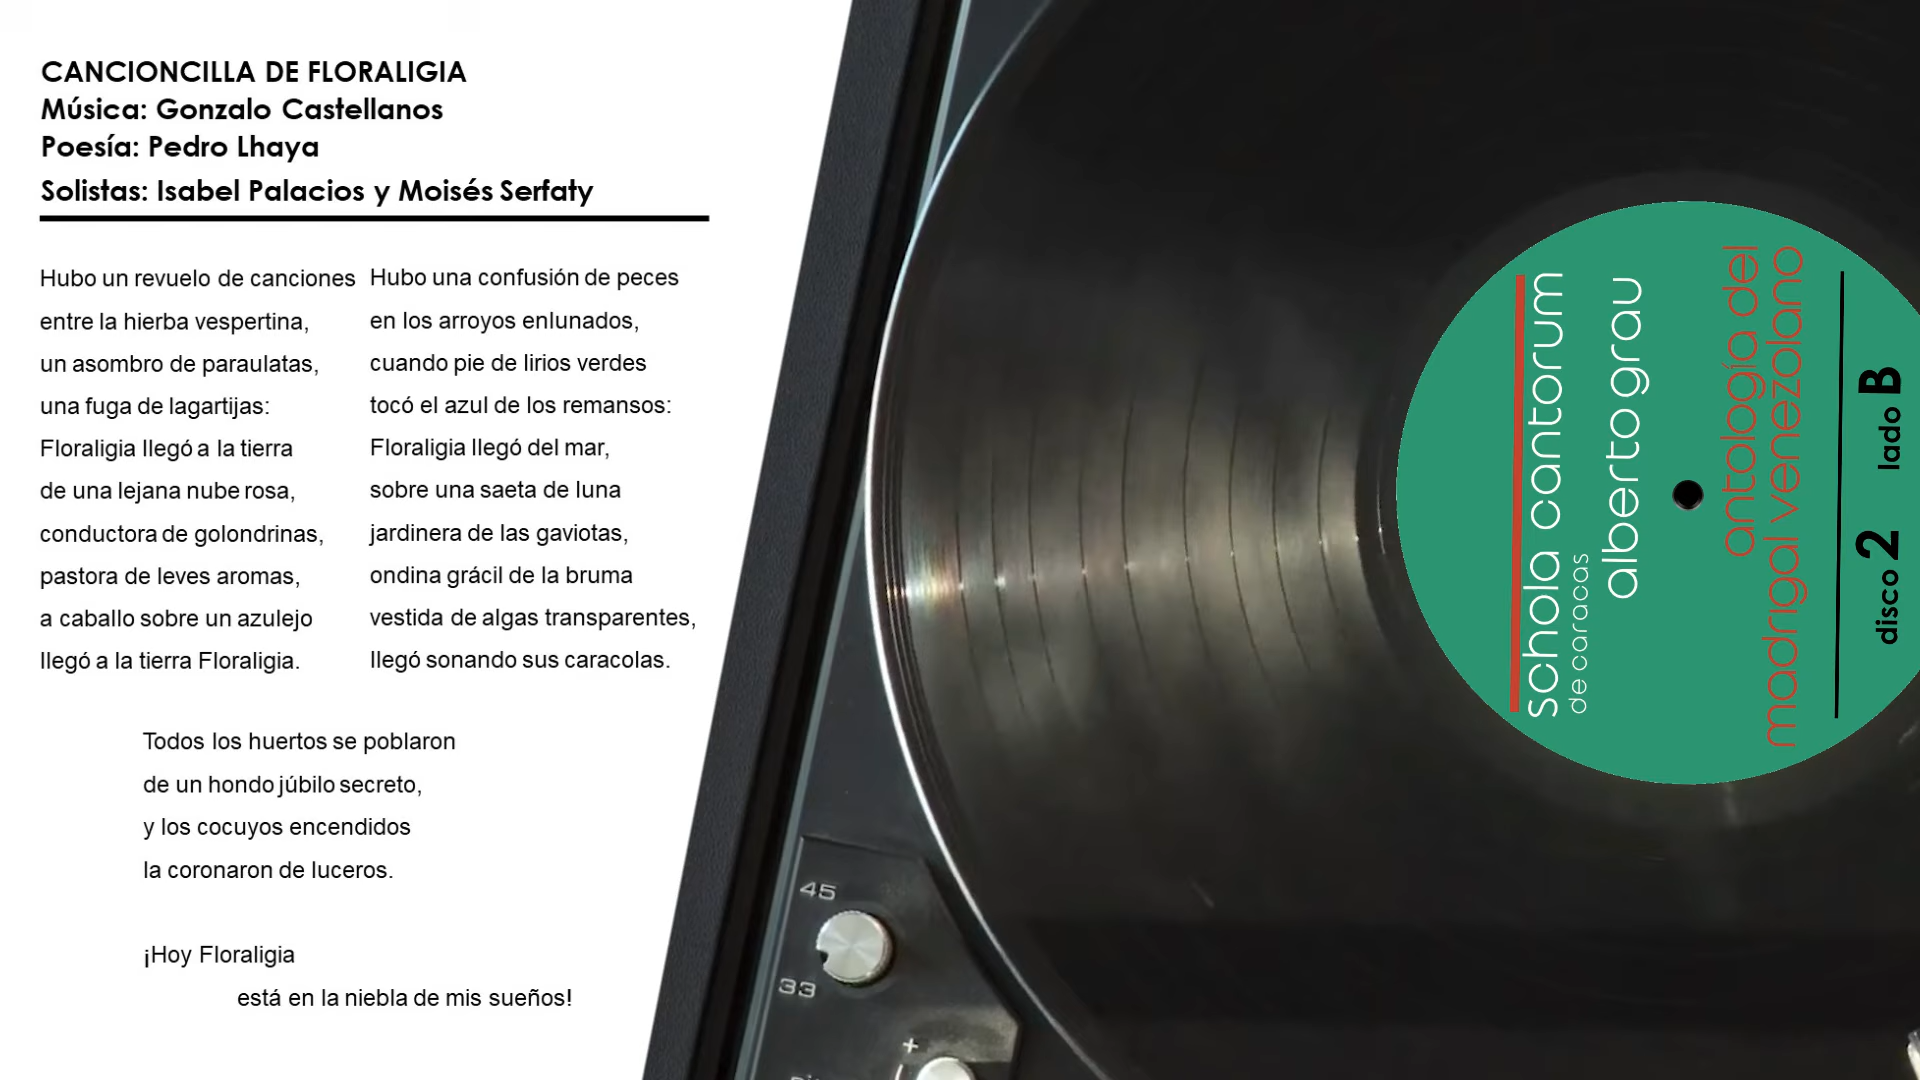 CANCIONCILLA DE FLORALIGIA
Música: Gonzalo Castellanos
Poesía: Pedro Lhaya
Solistas: Isabel Palacios y Moisés Serfaty
Hubo un revuelo de canciones
entre la hierba vespertina,
un asombro de paraulatas,
una fuga de lagartijas:
Floraligia llegó a la tierra
de una lejana nube rosa,
conductora de golondrinas,
pastora de leves aromas,
a caballo sobre un azulejo
llegó a la tierra Floraligia.
Hubo una confusión de peces
en los arroyos enlunados,
cuando pie de lirios verdes
tocó el azul de los remansos:
Floraligia llegó del mar,
sobre una saeta de luna
jardinera de las gaviotas,
ondina grácil de la bruma
vestida de algas transparentes,
llegó sonando sus caracolas.
Todos los huertos se poblaron
de un hondo júbilo secreto,
y los cocuyos encendidos
la coronaron de luceros.
¡Hoy Floraligia
está en la niebla de mis sueños!
schola cantorum
de caracas
alberto grau
antología del
madrigal venezolano
disco 2 lado B
45
33
+